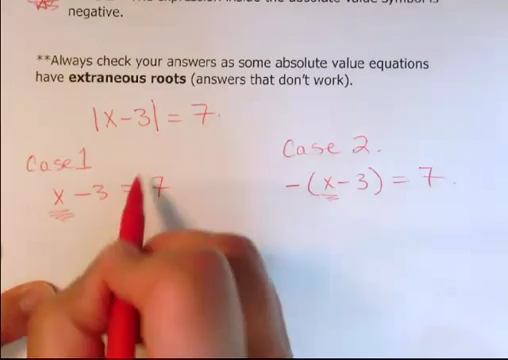 negative.
**Always check your answers as some absolute value equations
have extraneous roots (answers that don't work).
|x-3| = 7.
Case 1
Case 2.
x - 3 = 7
-(x-3) = 7.